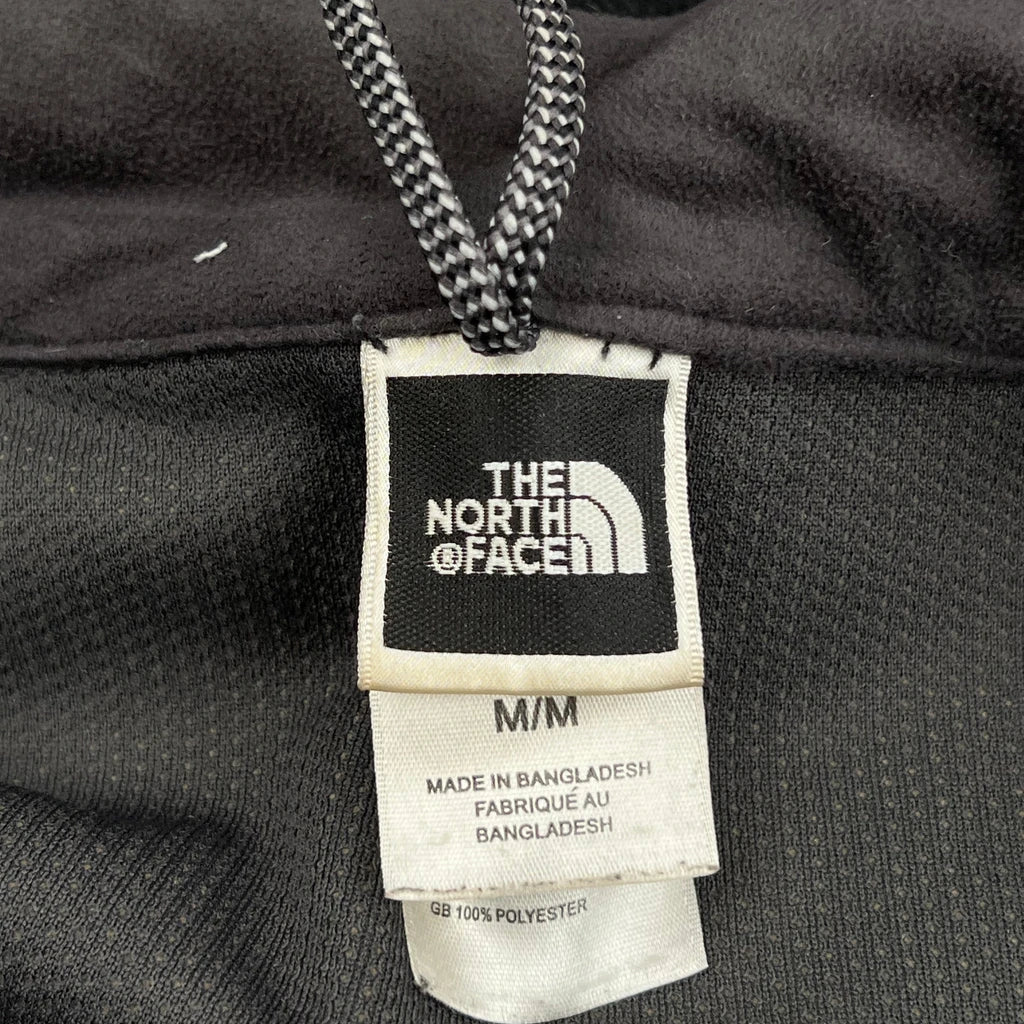 THE
NORTH
®FACE
M/M
MADE IN BANGLADESH
FABRIQUÉ AU
BANGLADESH
GB 100% POLYESTER